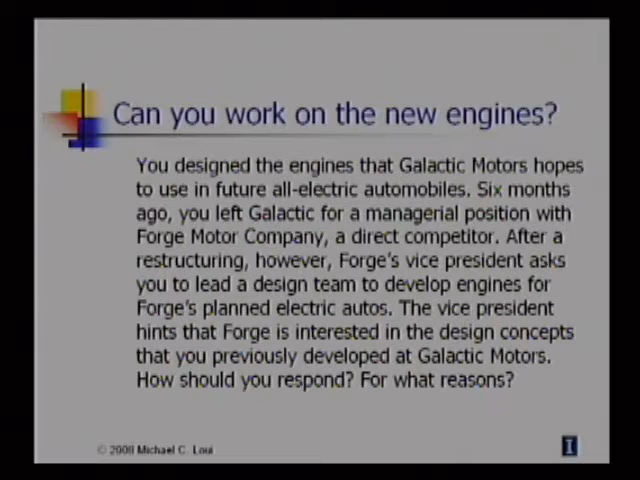 Can you work on the new engines?
You designed the engines that Galactic Motors hopes
to use in future all-electric automobiles. Six months
ago, you left Galactic for a managerial position with
Forge Motor Company, a direct competitor. After a
restructuring, however, Forge's vice president asks
you to lead a design team to develop engines for
Forge's planned electric autos. The vice president
hints that Forge is interested in the design concepts
that you previously developed at Galactic Motors.
How should you respond? For what reasons?
© 2008 Michael C. Loui
I